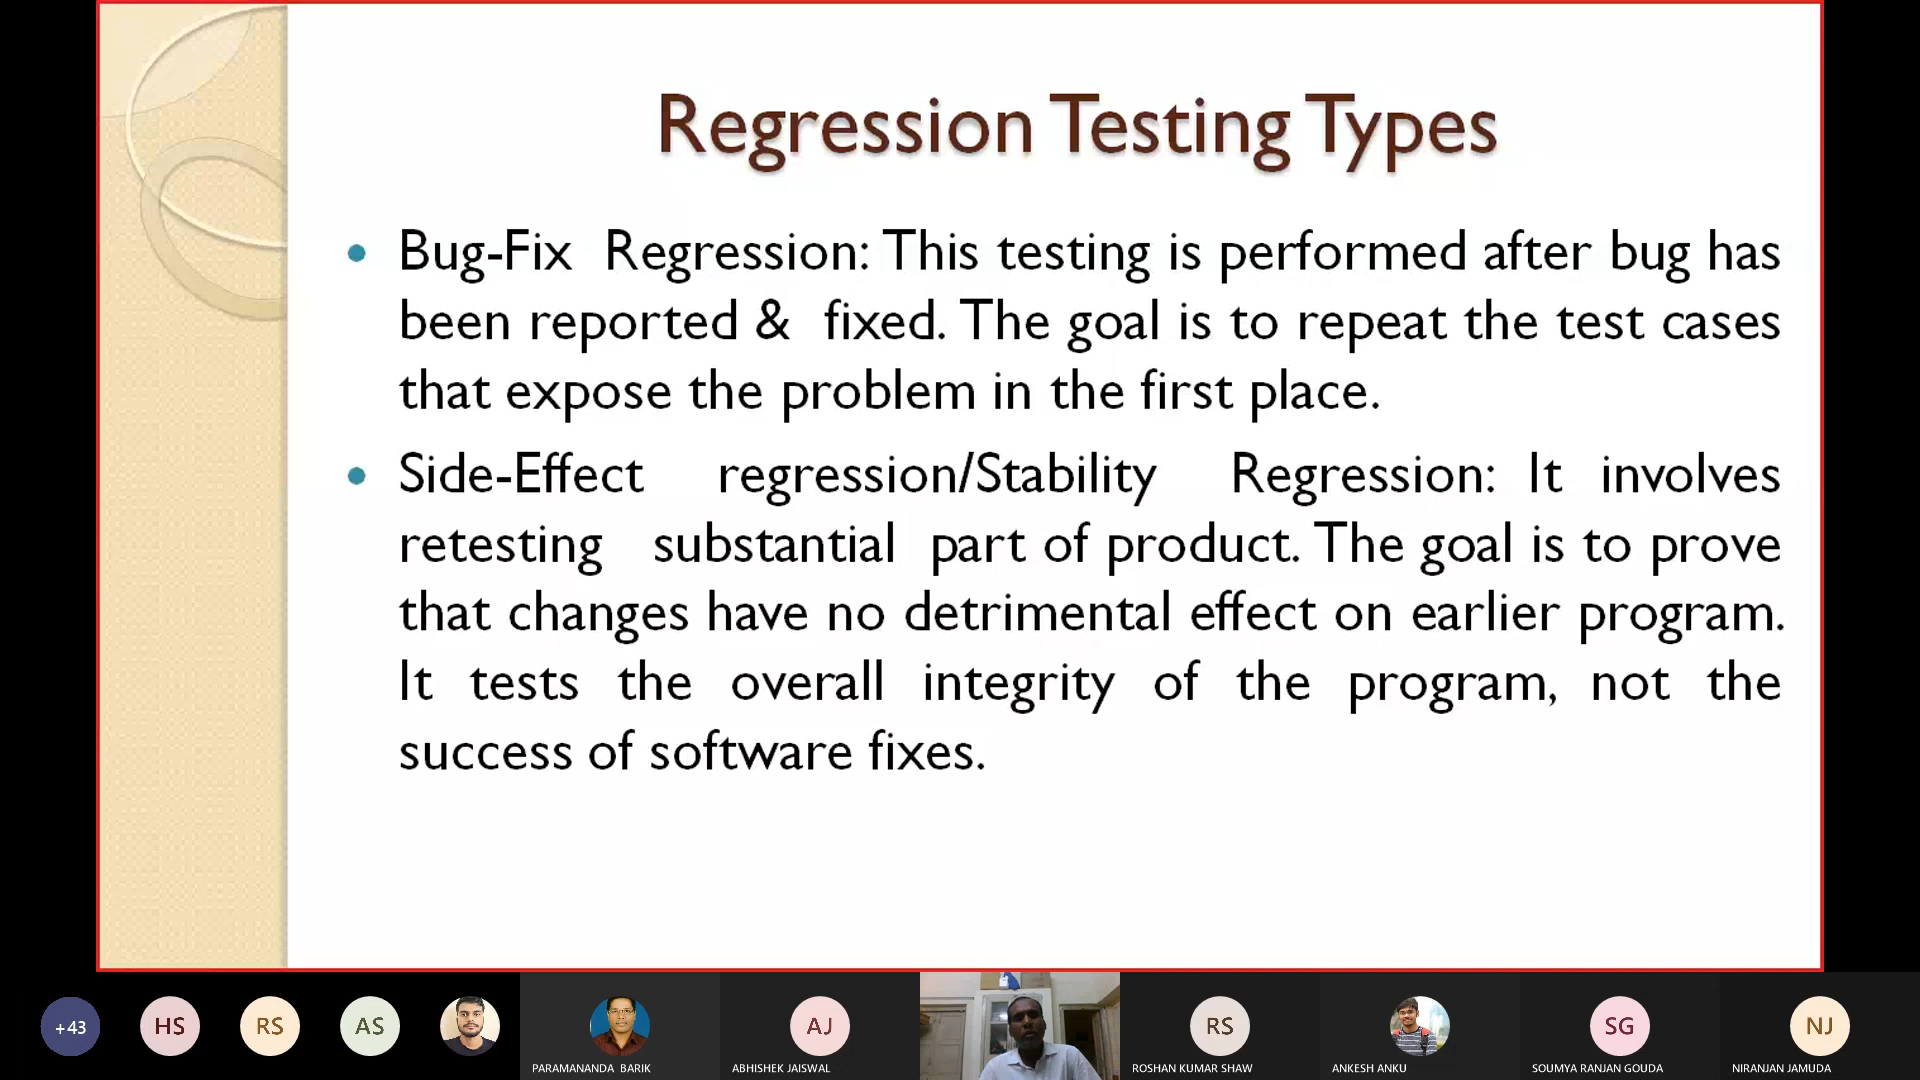 Regression Testing Types
Bug-Fix Regression: This testing is performed after bug has
been reported & fixed. The goal is to repeat the test cases
that expose the problem in the first place.
Side-Effect regression/Stability Regression: It involves
retesting substantial part of product. The goal is to prove
that changes have no detrimental effect on earlier program.
It tests the overall integrity of the program, not the
success of software fixes.
+43
HS
RS
AS
PARAMANANDA BARIK
AJ
ABHISHEK JAISWAL
RS
ROSHAN KUMAR SHAW
ANKESH ANKU
SG
SOUMYA RANJAN GOUDA
NJ
NIRANJAN JAMUDA